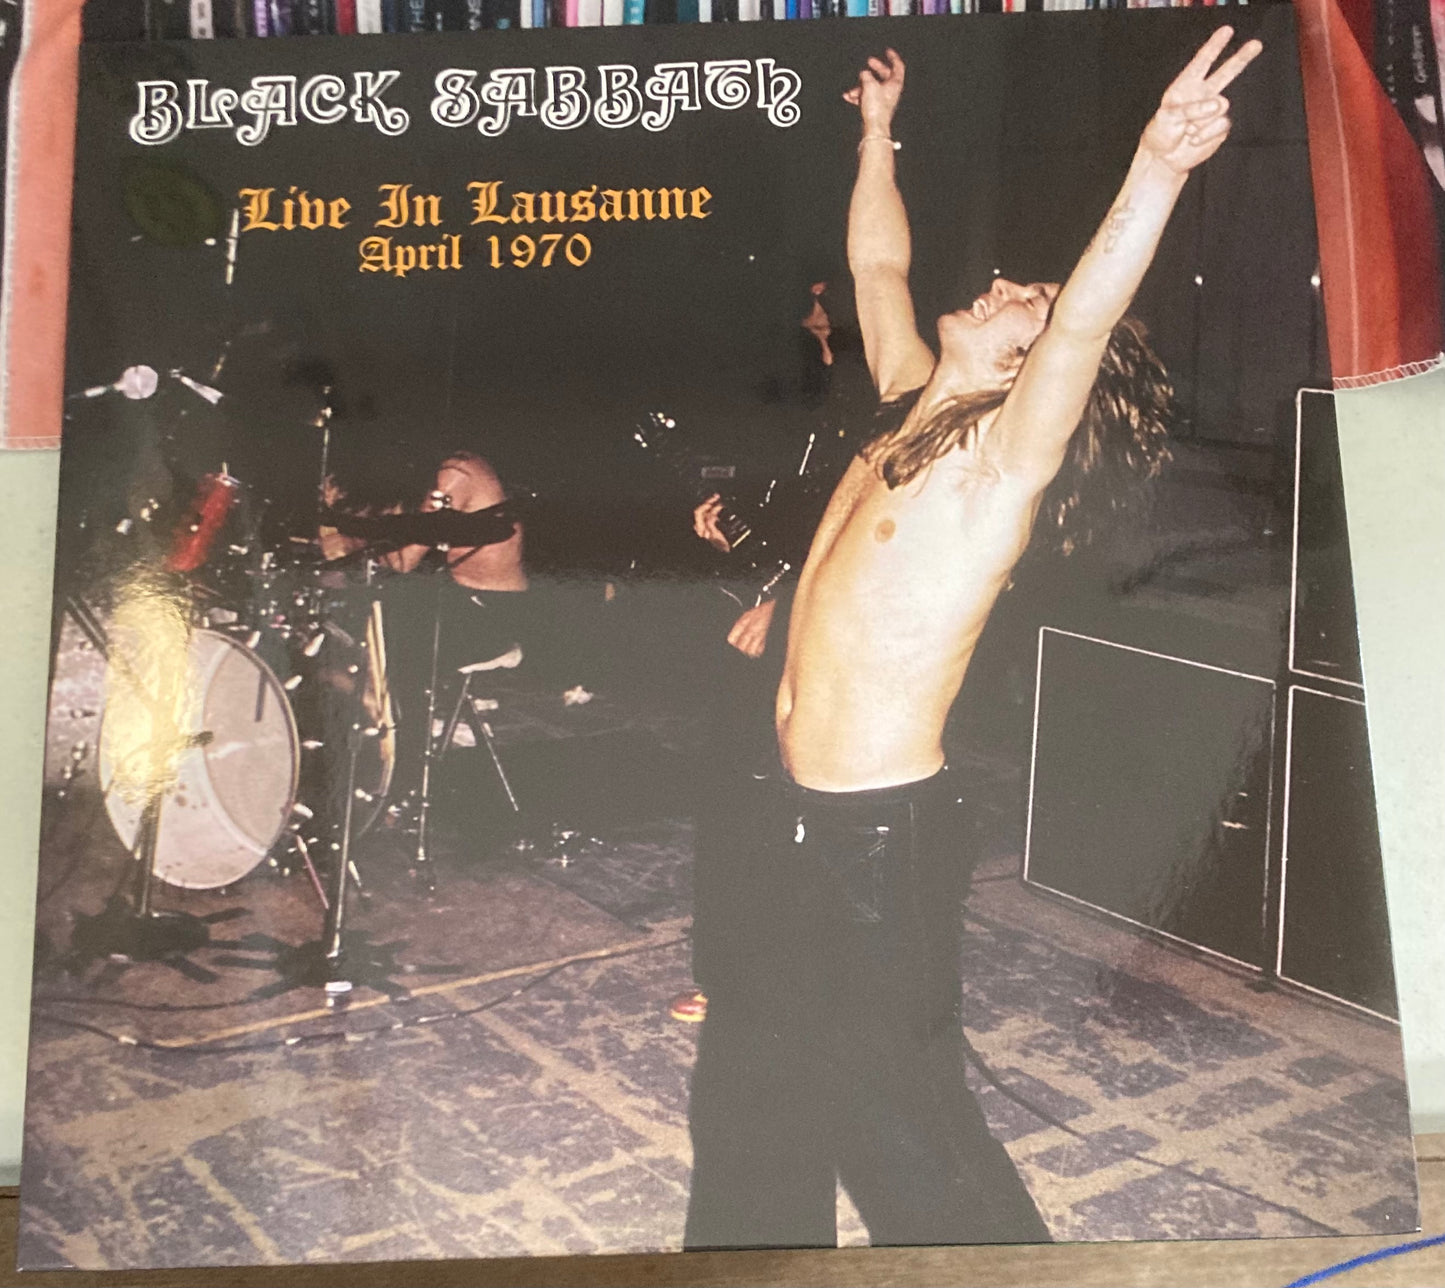 BLACK SABBATH
Live In Lausanne
April 1970